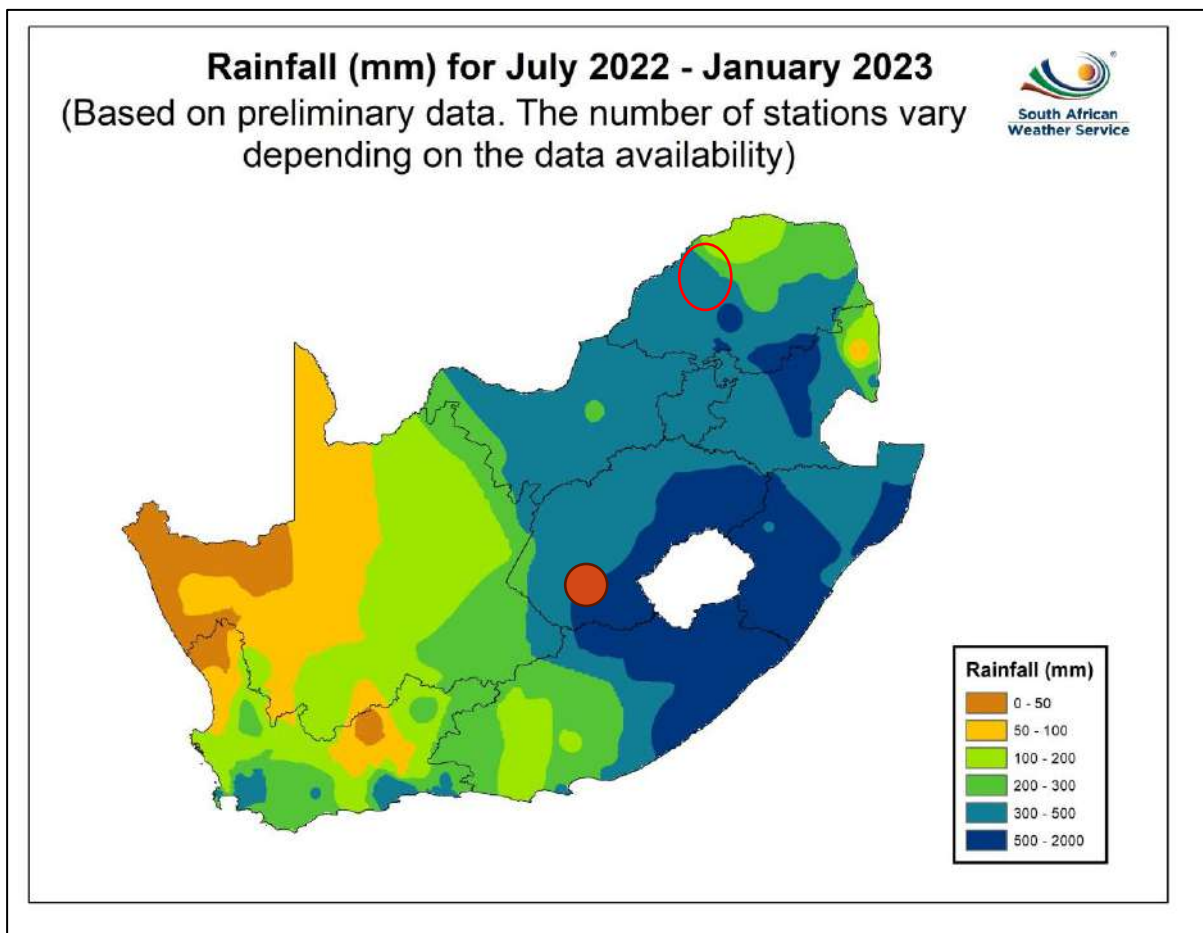 Rainfall (mm) for July 2022 - January 2023
(Based on preliminary data. The number of stations vary
depending on the data availability)
®
South African
Weather Service
Rainfall (mm)
0 - 50
50 - 100
100 - 200
200 - 300
300 - 500
500 - 2000